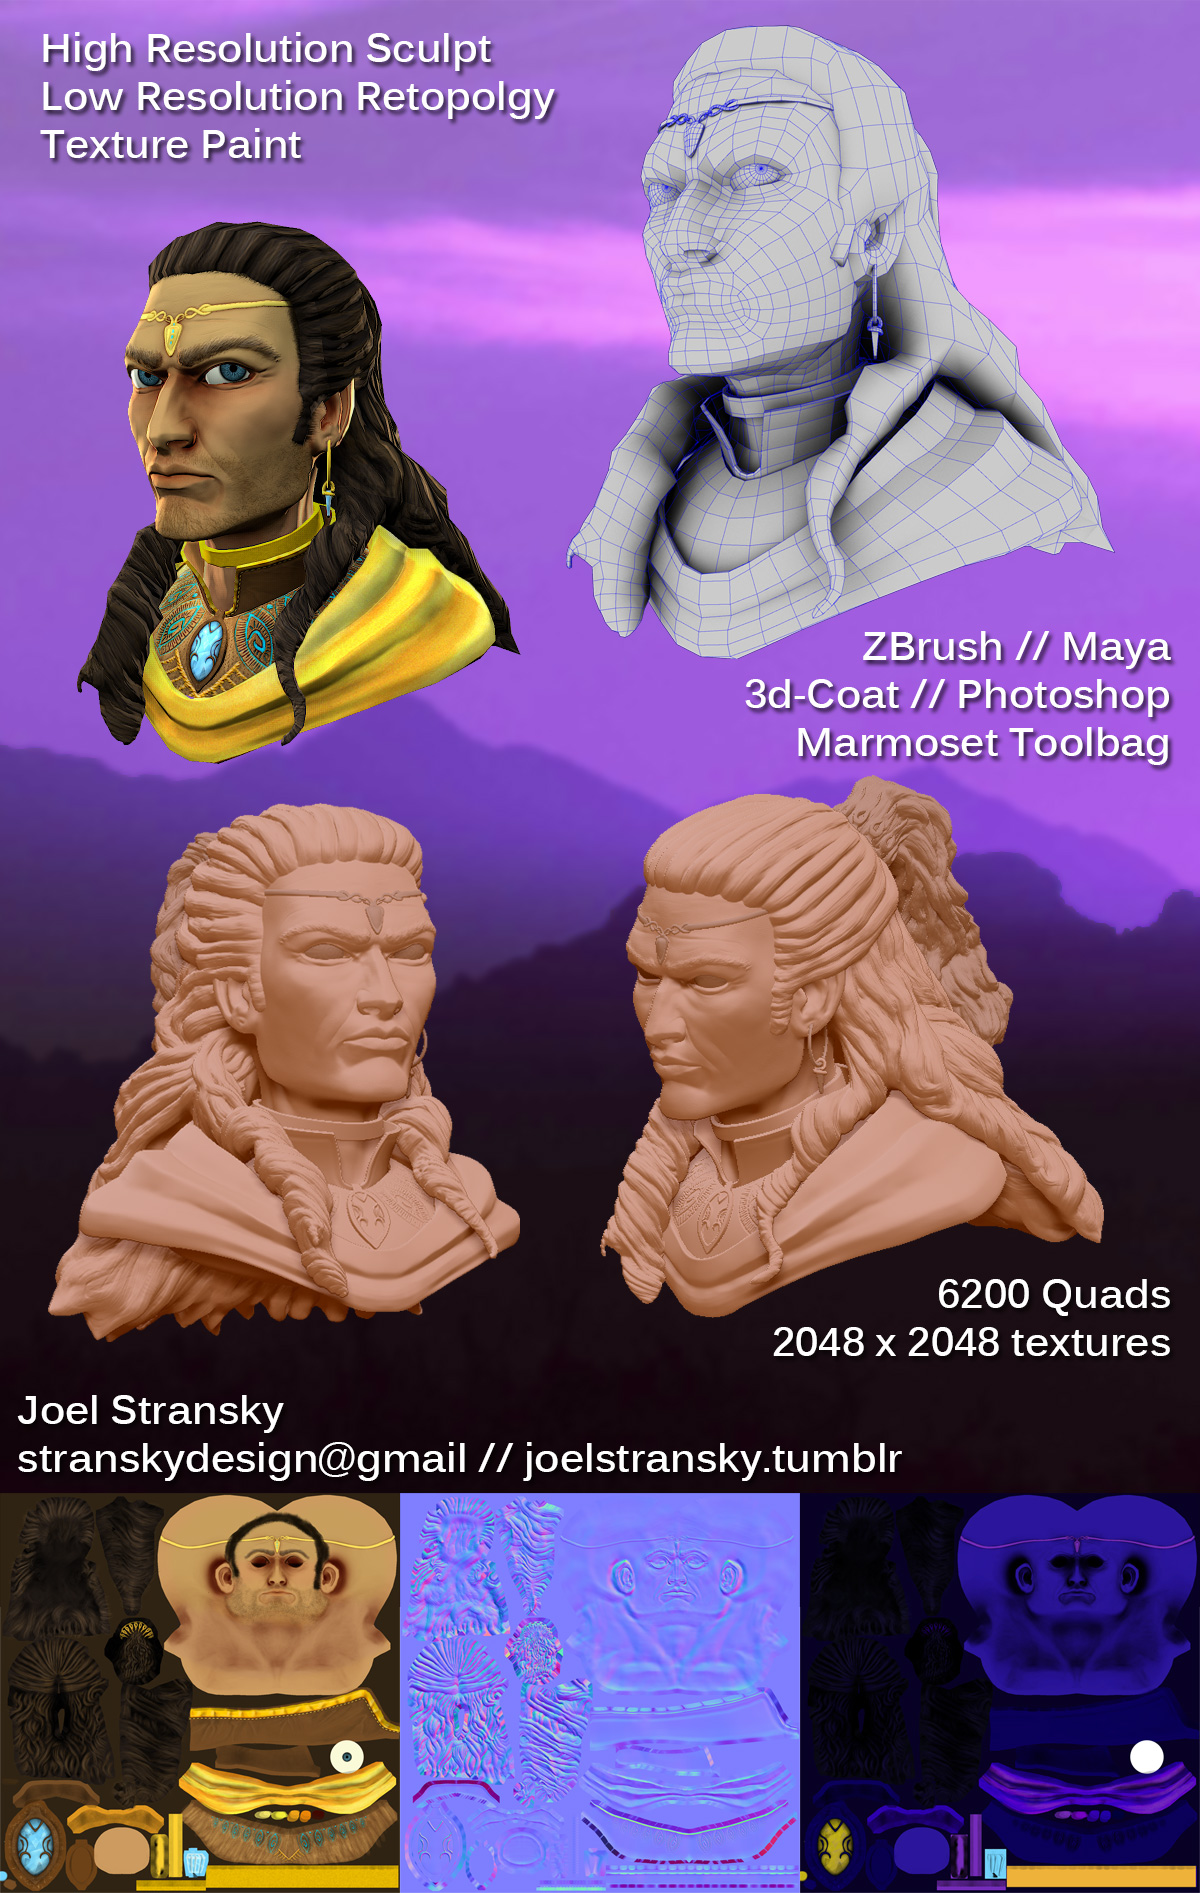 High Resolution Sculpt
Low Resolution Retopolgy
Texture Paint
ZBrush // Maya
3d-Coat // Photoshop
Marmoset Toolbag
6200 Quads
2048 x 2048 textures
Joel Stransky
stranskydesign@gmail // joelstransky.tumblr